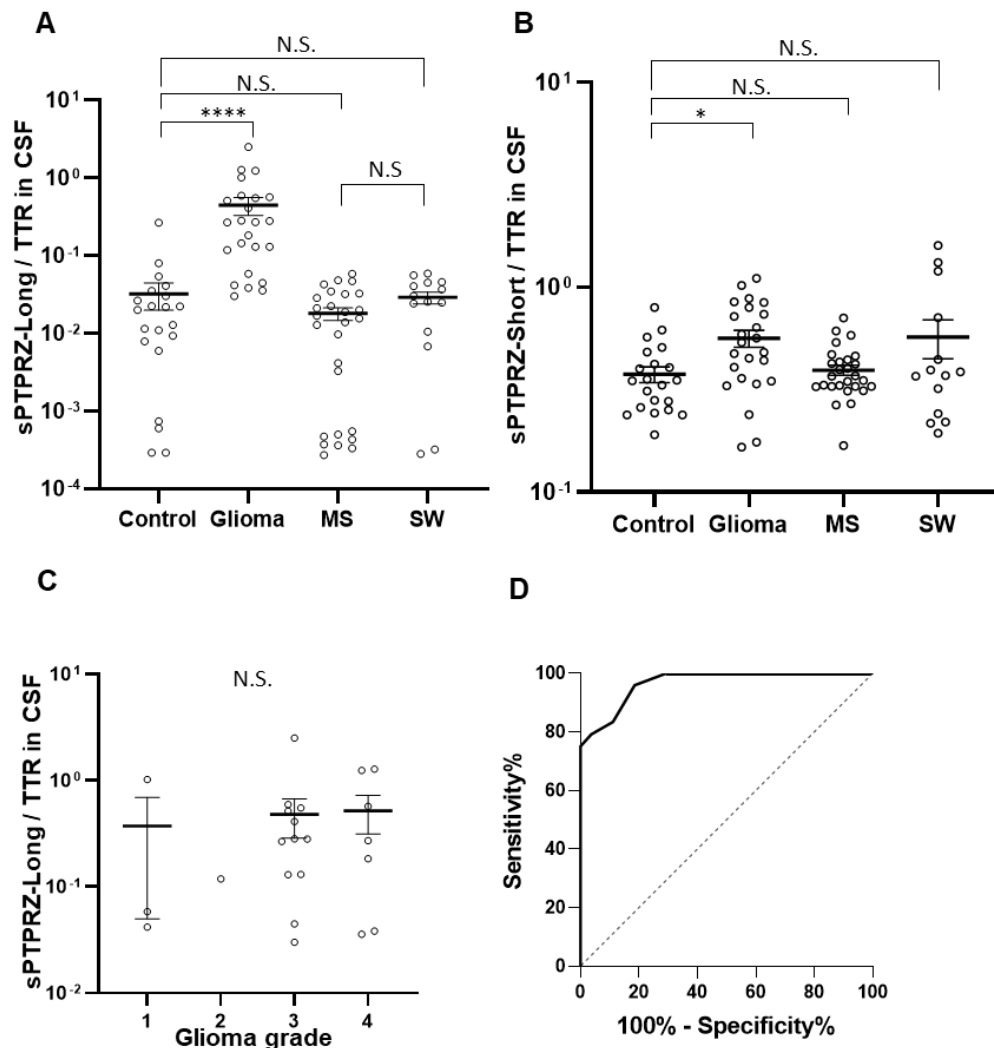 A
N.S.
N.S.
****
N.S
sPTPRZ-Long / TTR in CSF
101
100
10-1
10-2
10-3
10-4
Control Glioma MS SW
B
N.S.
N.S.
*
sPTPRZ-Short / TTR in CSF
101
100
10-1
Control Glioma MS SW
C
N.S.
sPTPRZ-Long / TTR in CSF
101
100
10-1
10-2
1 2 3 4
Glioma grade
D
Sensitivity%
100
80
60
40
20
0
0 20 40 60 80 100
100% - Specificity%